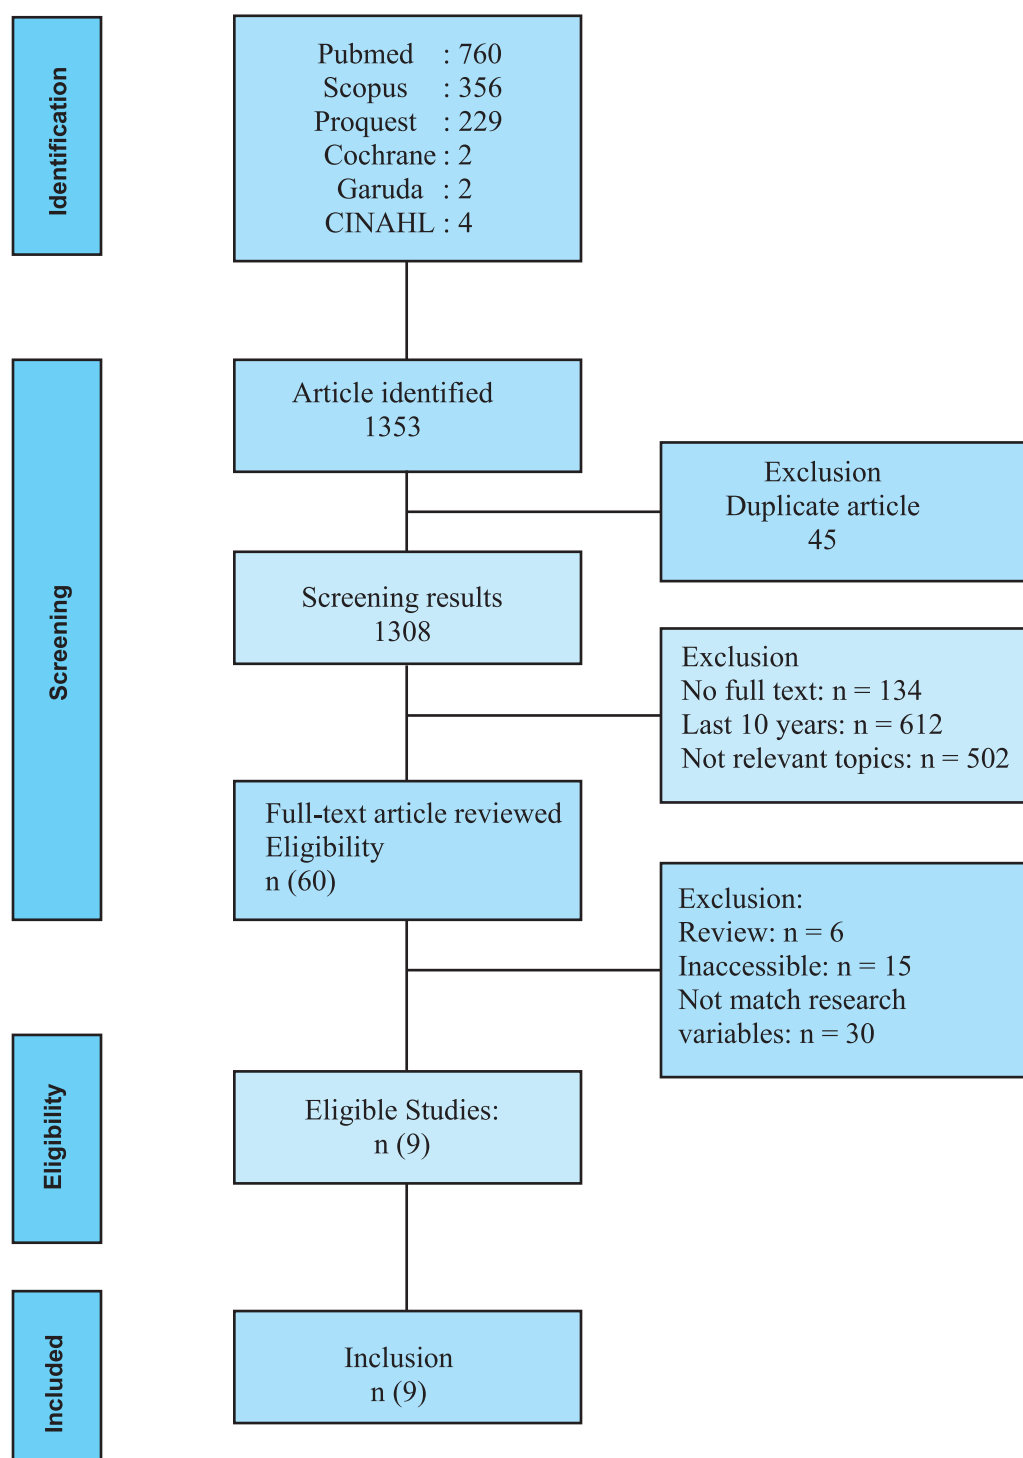 Identification
Pubmed : 760
Scopus : 356
Proquest : 229
Cochrane : 2
Garuda : 2
CINAHL : 4
Screening
Article identified
1353
Exclusion
Duplicate article
45
Screening results
1308
Exclusion
No full text: n = 134
Last 10 years: n = 612
Not relevant topics: n = 502
Full-text article reviewed
Eligibility
n (60)
Exclusion:
Review: n = 6
Inaccessible: n = 15
Not match research
variables: n = 30
Eligibility
Eligible Studies:
n (9)
Included
Inclusion
n (9)